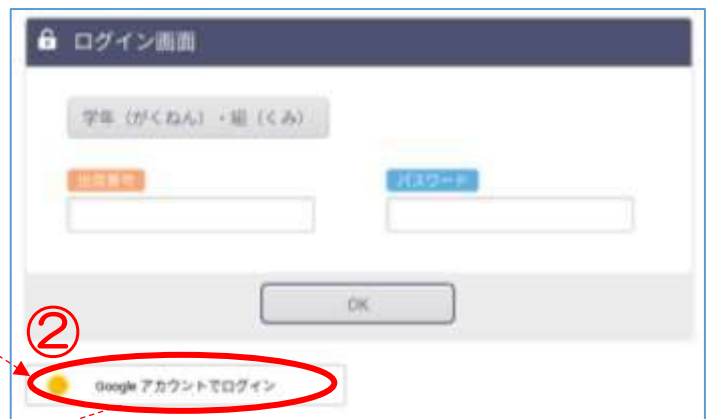 ログイン画面
学年（がくねん）・組（くみ）
出席番号
パスワード
OK
②
Google アカウントでログイン